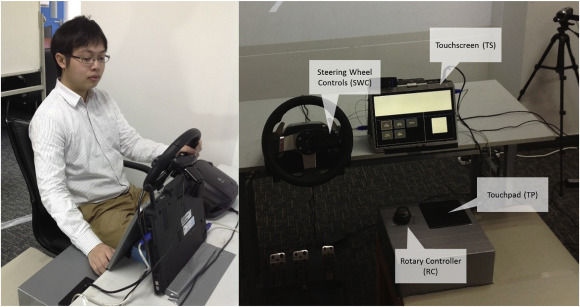 Touchscreen (TS)
Steering Wheel
Controls (SWC)
Touchpad (TP)
Rotary Controller
(RC)